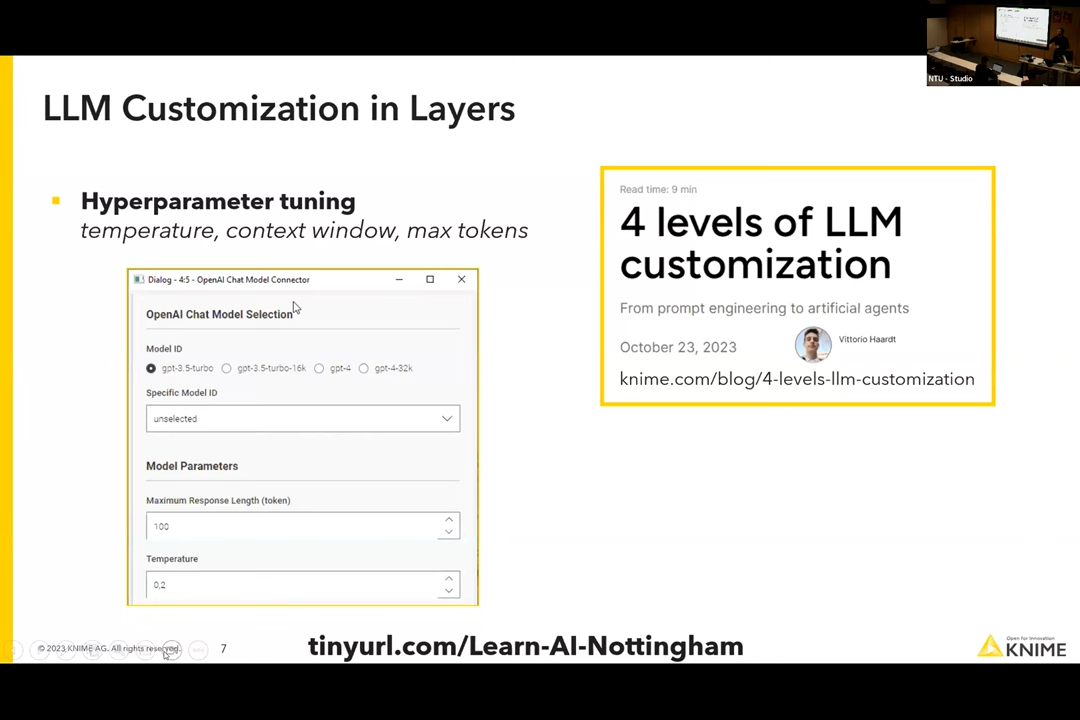 NTU - Studio
LLM Customization in Layers
Hyperparameter tuning
temperature, context window, max tokens
Dialog - 4:5 - OpenAI Chat Model Connector
OpenAI Chat Model Selection
Model ID
gpt-3.5-turbo gpt-3.5-turbo-16k gpt-4 gpt-4-32k
Specific Model ID
unselected
Model Parameters
Maximum Response Length (token)
100
Temperature
0,2
Read time: 9 min
4 levels of LLM
customization
From prompt engineering to artificial agents
October 23, 2023
Vittorio Haardt
knime.com/blog/4-levels-llm-customization
© 2023 KNIME AG. All rights reserved.
7
tinyurl.com/Learn-AI-Nottingham
Open for Innovation
KNIME